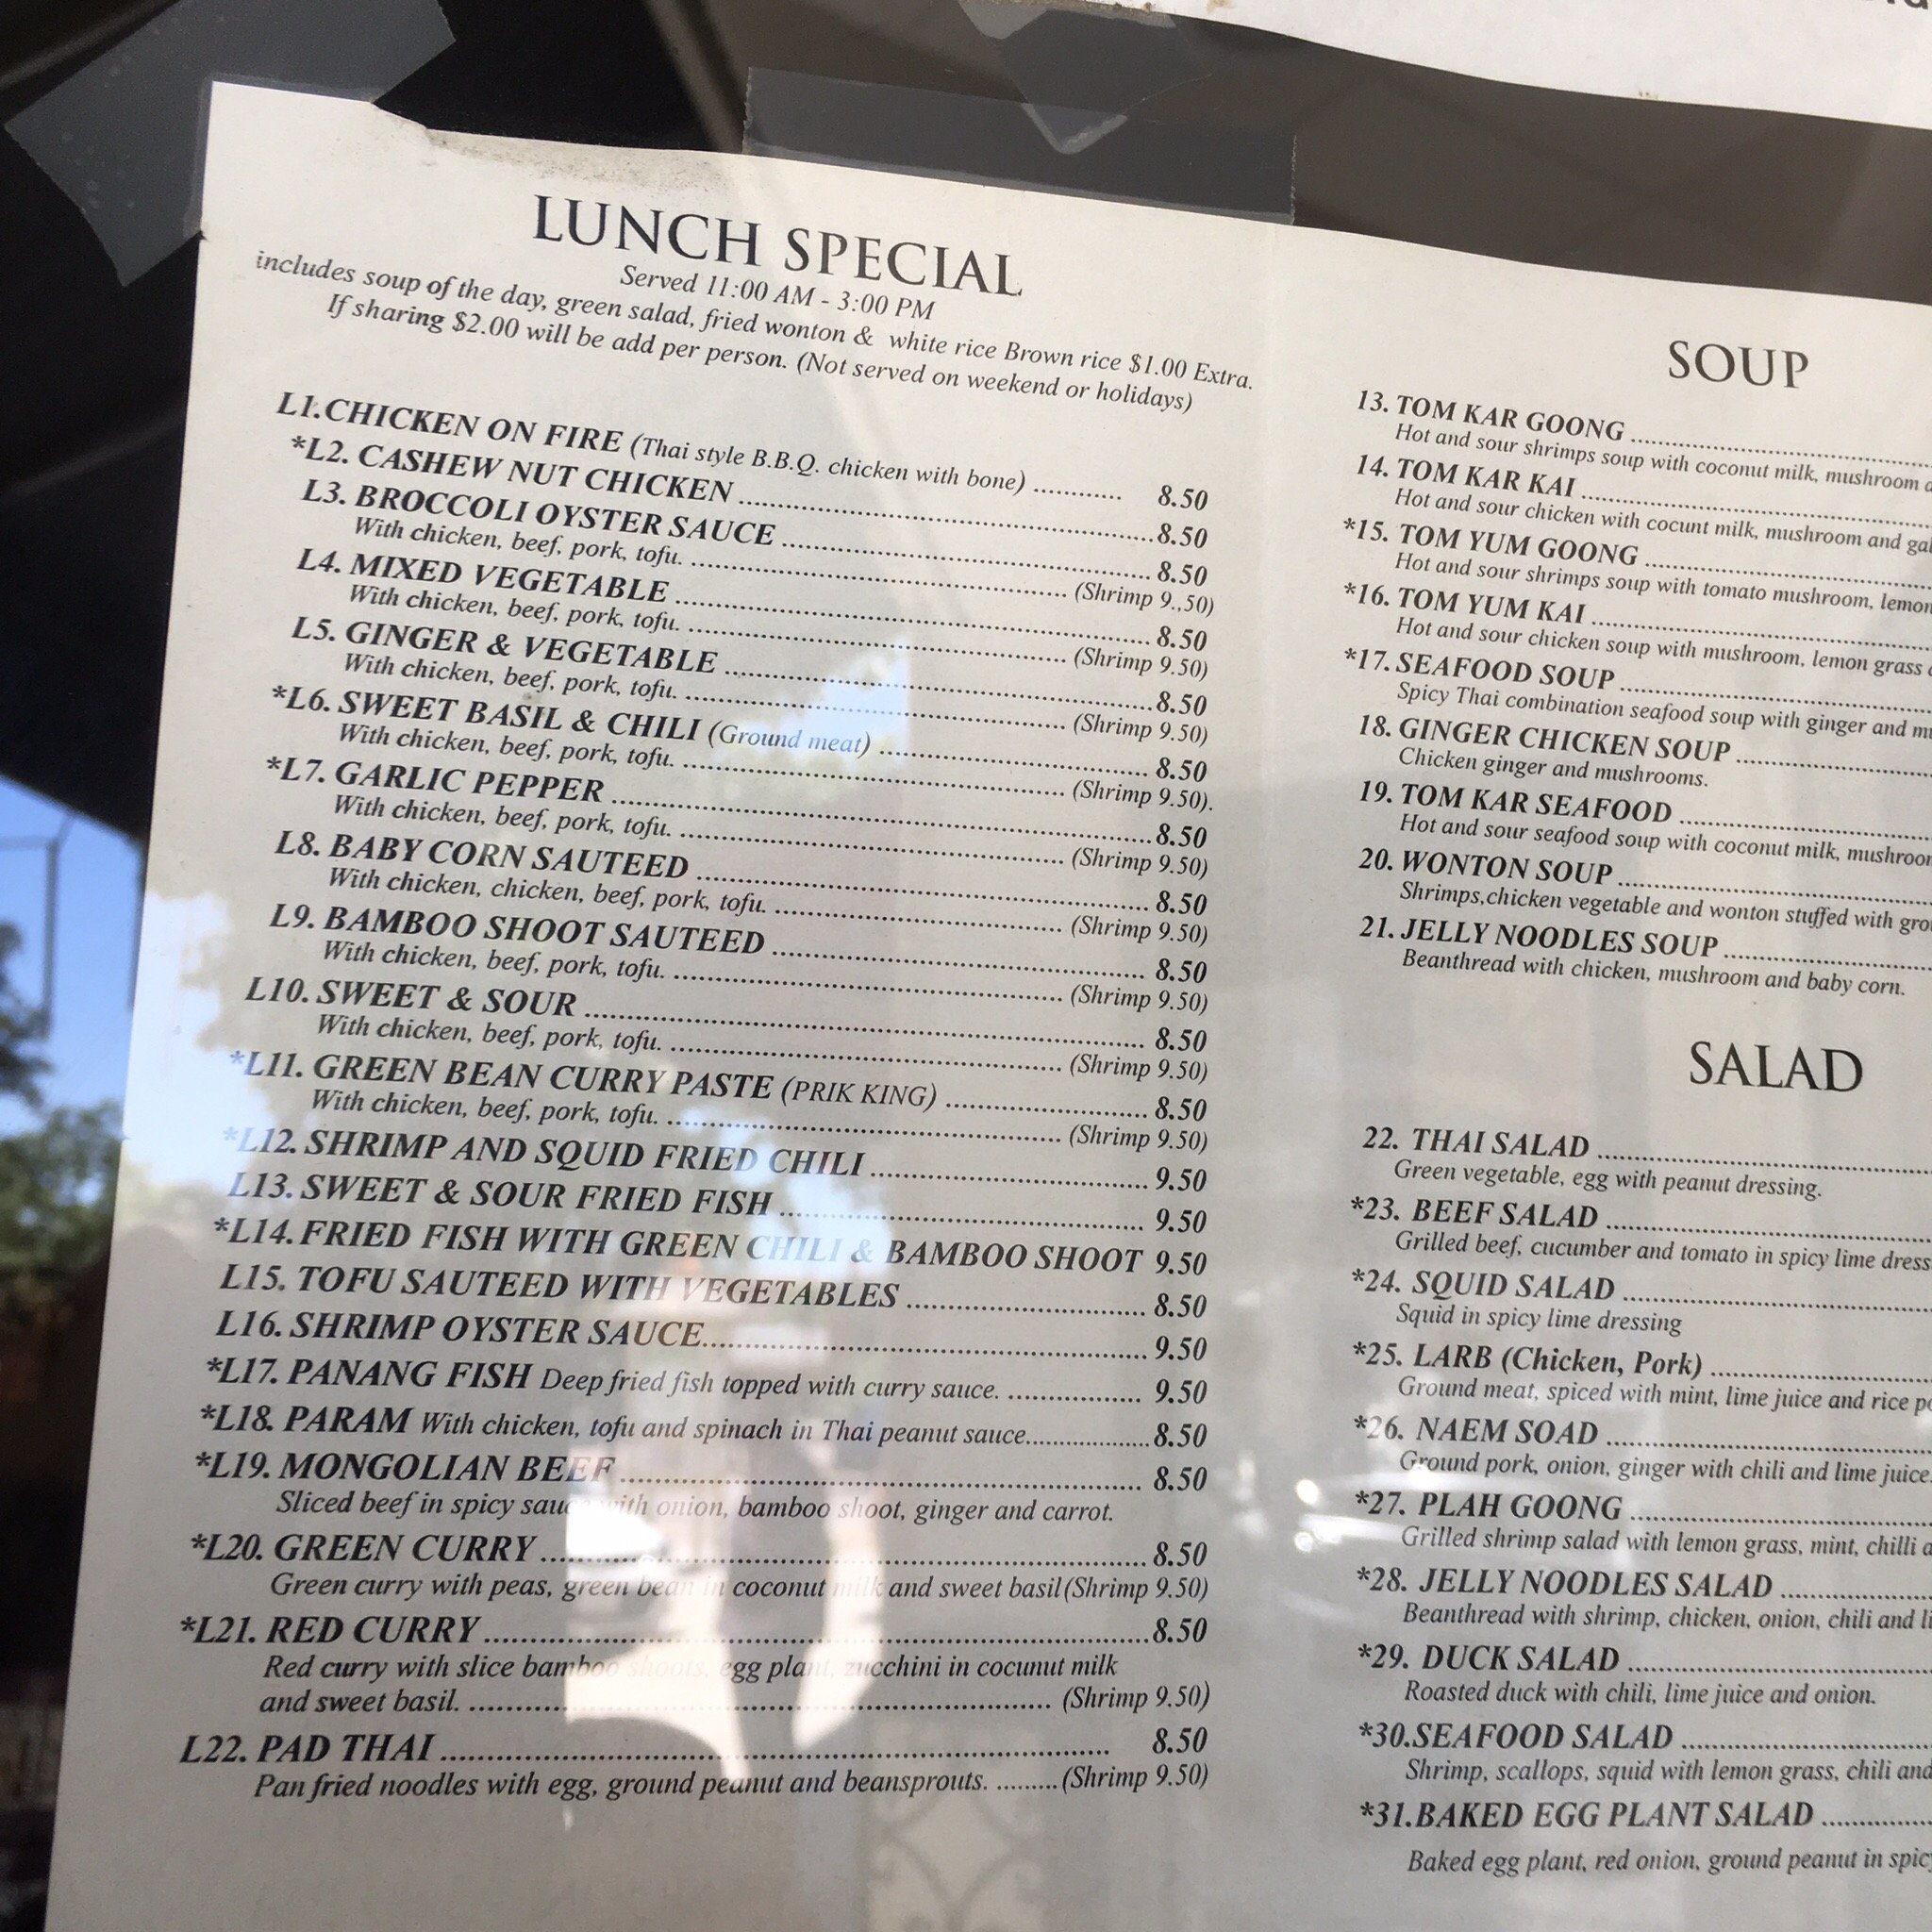 LUNCH SPECIAL
Served 11:00 AM - 3:00 PM
includes soup of the day, green salad, fried wonton & white rice Brown rice $1.00 Extra.
If sharing $2.00 will be add per person. (Not served on weekend or holidays)
L1.CHICKEN ON FIRE (Thai style B.B.Q. chicken with bone) ............ 8.50
*L2. CASHEW NUT CHICKEN ............ 8.50
L3. BROCCOLI OYSTER SAUCE ............ 8.50
With chicken, beef, pork, tofu. ............ (Shrimp 9.,50)
L4. MIXED VEGETABLE ............ 8.50
With chicken, beef, pork, tofu. ............ (Shrimp 9.50)
L5. GINGER & VEGETABLE ............ 8.50
With chicken, beef, pork, tofu. ............ (Shrimp 9.50)
*L6. SWEET BASIL & CHILI (Ground meat) ............ 8.50
With chicken, beef, pork, tofu. ............ (Shrimp 9.50).
*L7. GARLIC PEPPER ............ 8.50
With chicken, beef, pork, tofu. ............ (Shrimp 9.50)
L8. BABY CORN SAUTEED ............ 8.50
With chicken, chicken, beef, pork, tofu. ............ (Shrimp 9.50)
L9. BAMBOO SHOOT SAUTEED ............ 8.50
With chicken, beef, pork, tofu. ............ (Shrimp 9.50)
L10. SWEET & SOUR ............ 8.50
With chicken, beef, pork, tofu. ............ (Shrimp 9.50)
*L11. GREEN BEAN CURRY PASTE (PRIK KING) ............ 8.50
With chicken, beef, pork, tofu. ............ (Shrimp 9.50)
*L12. SHRIMP AND SQUID FRIED CHILI ............ 9.50
L13. SWEET & SOUR FRIED FISH ............ 9.50
*L14. FRIED FISH WITH GREEN CHILI & BAMBOO SHOOT 9.50
L15. TOFU SAUTEED WITH VEGETABLES ............ 8.50
L16. SHRIMP OYSTER SAUCE............ 9.50
*L17. PANANG FISH Deep fried fish topped with curry sauce. ............ 9.50
*L18. PARAM With chicken, tofu and spinach in Thai peanut sauce............ 8.50
*L19. MONGOLIAN BEEF ............ 8.50
Sliced beef in spicy sauce with onion, bamboo shoot, ginger and carrot.
*L20. GREEN CURRY ............ 8.50
Green curry with peas, green bean in coconut milk and sweet basil (Shrimp 9.50)
*L21. RED CURRY ............ 8.50
Red curry with slice bamboo shoots, egg plant, zucchini in cocunut milk
and sweet basil. ............ (Shrimp 9.50)
L22. PAD THAI ............ 8.50
Pan fried noodles with egg, ground peanut and beansprouts. ......... (Shrimp 9.50)
SOUP
13. TOM KAR GOONG ............
Hot and sour shrimps soup with coconut milk, mushroom
14. TOM KAR KAI ............
Hot and sour chicken with cocunt milk, mushroom and
*15. TOM YUM GOONG ............
Hot and sour shrimps soup with tomato mushroom, lemon
*16. TOM YUM KAI ............
Hot and sour chicken soup with mushroom, lemon grass
*17. SEAFOOD SOUP ............
Spicy Thai combination seafood soup with ginger and
18. GINGER CHICKEN SOUP ............
Chicken ginger and mushrooms.
19. TOM KAR SEAFOOD ............
Hot and sour seafood soup with coconut milk,
20. WONTON SOUP ............
Shrimps,chicken vegetable and wonton stuffed with
21. JELLY NOODLES SOUP ............
Beanthread with chicken, mushroom and baby corn.
SALAD
22. THAI SALAD ............
Green vegetable, egg with peanut dressing.
*23. BEEF SALAD ............
Grilled beef, cucumber and tomato in spicy lime
*24. SQUID SALAD ............
Squid in spicy lime dressing
*25. LARB (Chicken, Pork) ............
Ground meat, spiced with mint, lime juice and rice
*26. NAEM SOAD ............
Ground pork, onion, ginger with chili and lime juice.
*27. PLAH GOONG ............
Grilled shrimp salad with lemon grass, mint, chilli
*28. JELLY NOODLES SALAD ............
Beanthread with shrimp, chicken, onion, chili and
*29. DUCK SALAD ............
Roasted duck with chili, lime juice and onion.
*30.SEAFOOD SALAD ............
Shrimp, scallops, squid with lemon grass, chili and
*31.BAKED EGG PLANT SALAD ............
Baked egg plant, red onion, ground peanut in